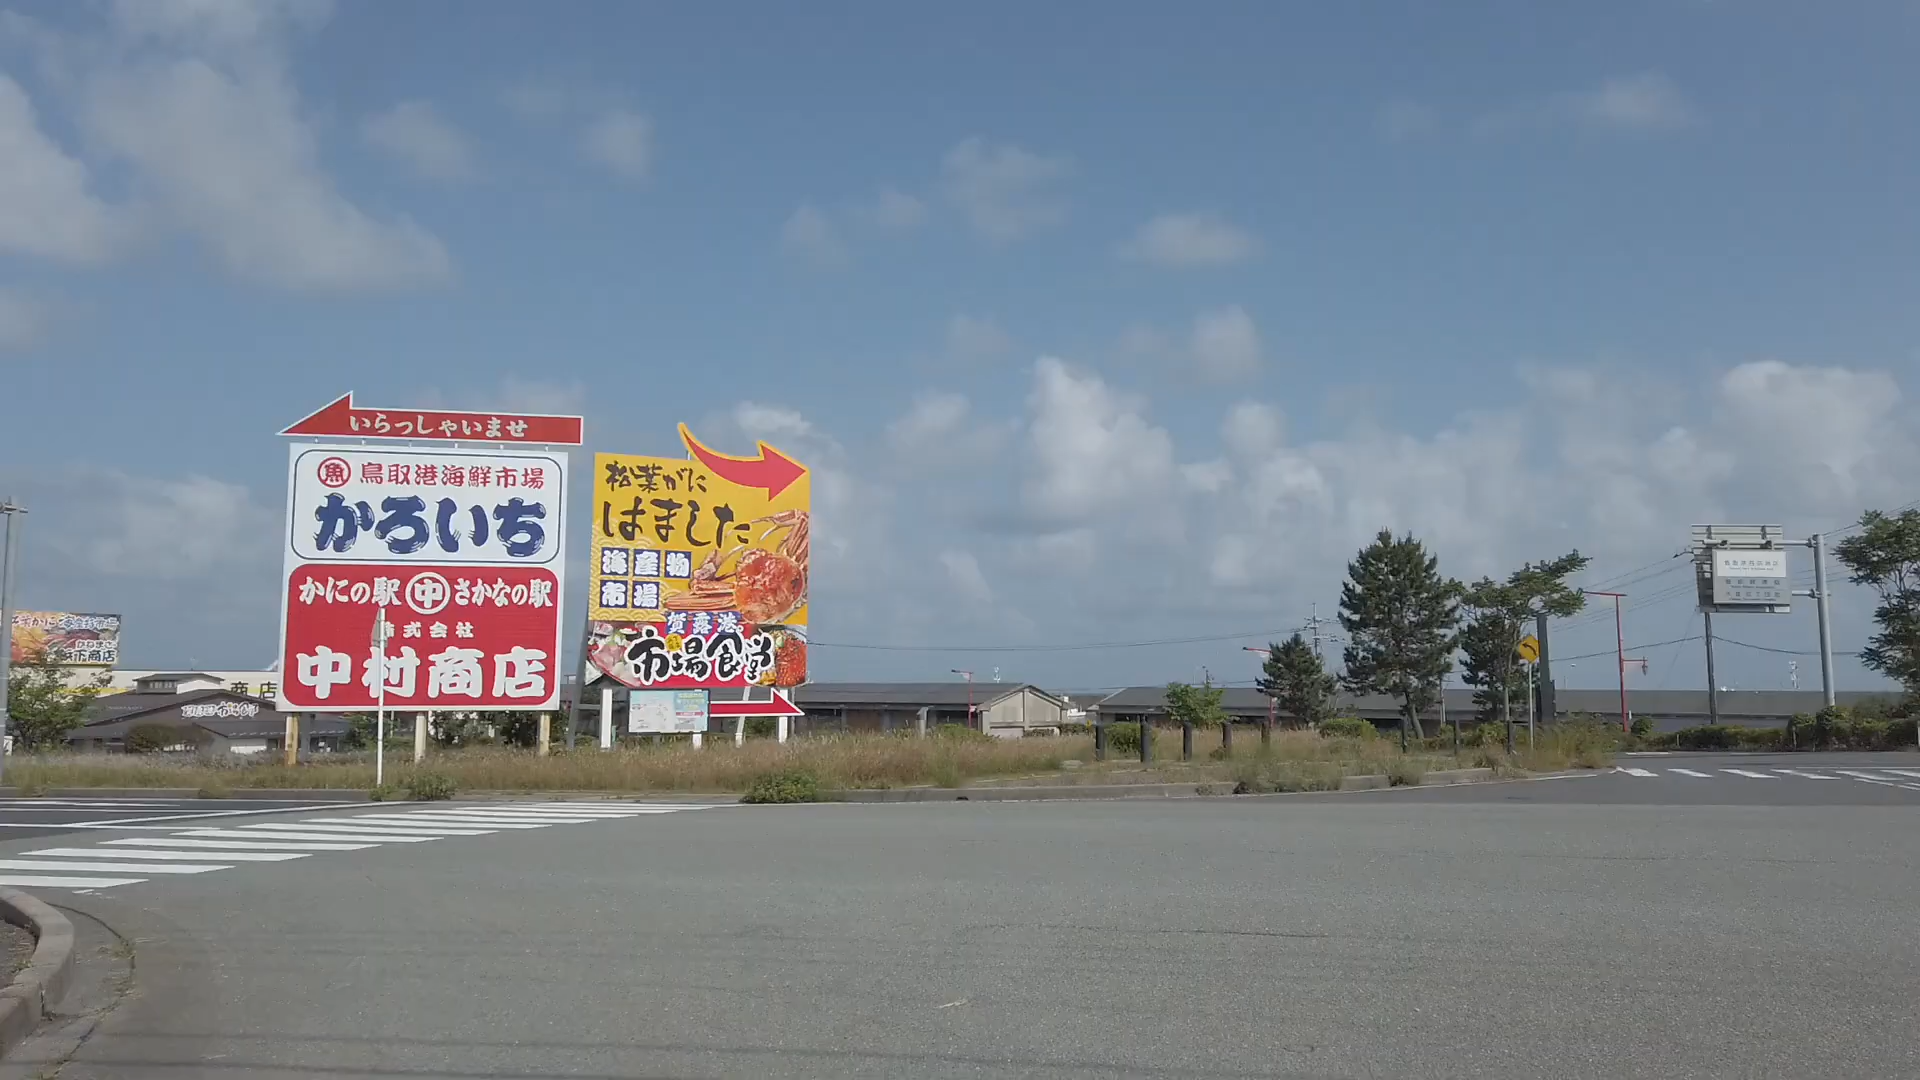 いらっしゃいませ
魚 鳥取港海鮮市場
かろいち
かにの駅 中 さかなの駅
株式会社
中村商店
松葉がに
はました
海産物
市場
賀露港。
市場食堂
商店